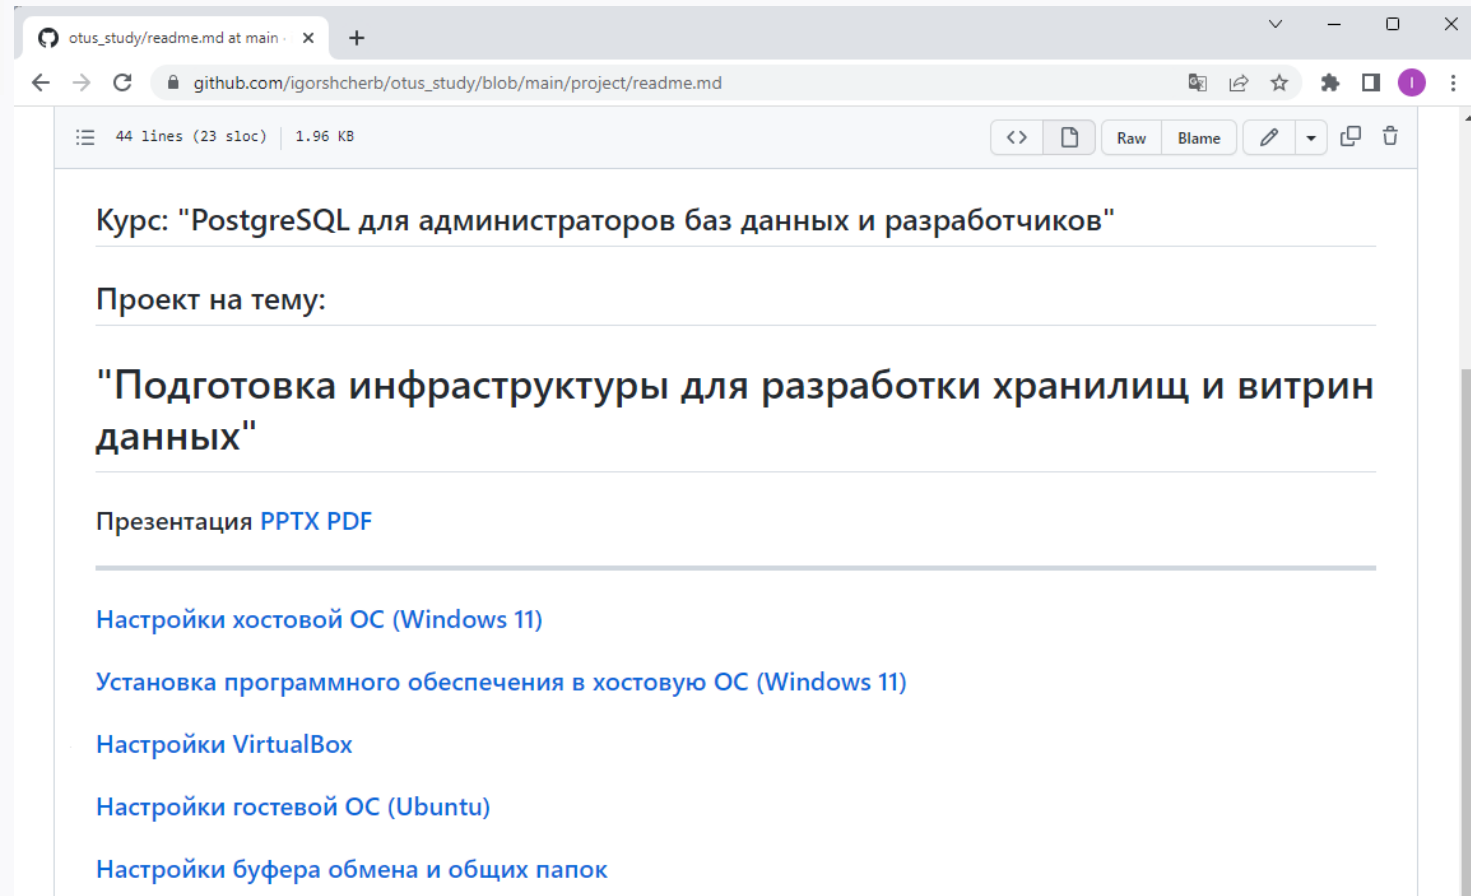 otus_study/readme.md at main ·
github.com/igorshcherb/otus_study/blob/main/project/readme.md
44 lines (23 sloc) 1.96 KB
Raw Blame
Курс: "PostgreSQL для администраторов баз данных и разработчиков"
Проект на тему:
"Подготовка инфраструктуры для разработки хранилищ и витрин
данных"
Презентация PPTX PDF
Настройки хостовой ОС (Windows 11)
Установка программного обеспечения в хостовую ОС (Windows 11)
Настройки VirtualBox
Настройки гостевой ОС (Ubuntu)
Настройки буфера обмена и общих папок